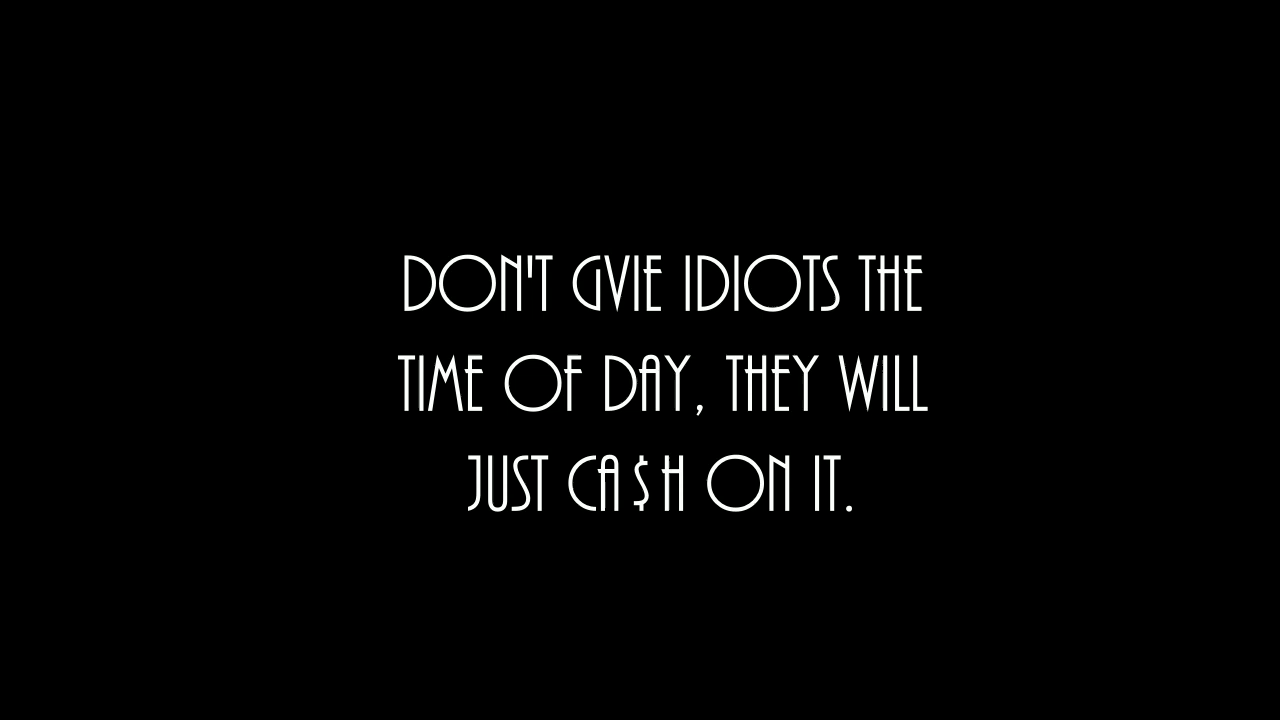 DON'T GVIE IDIOTS THE
TIME OF DAY, THEY WILL
JUST CA$H ON IT.